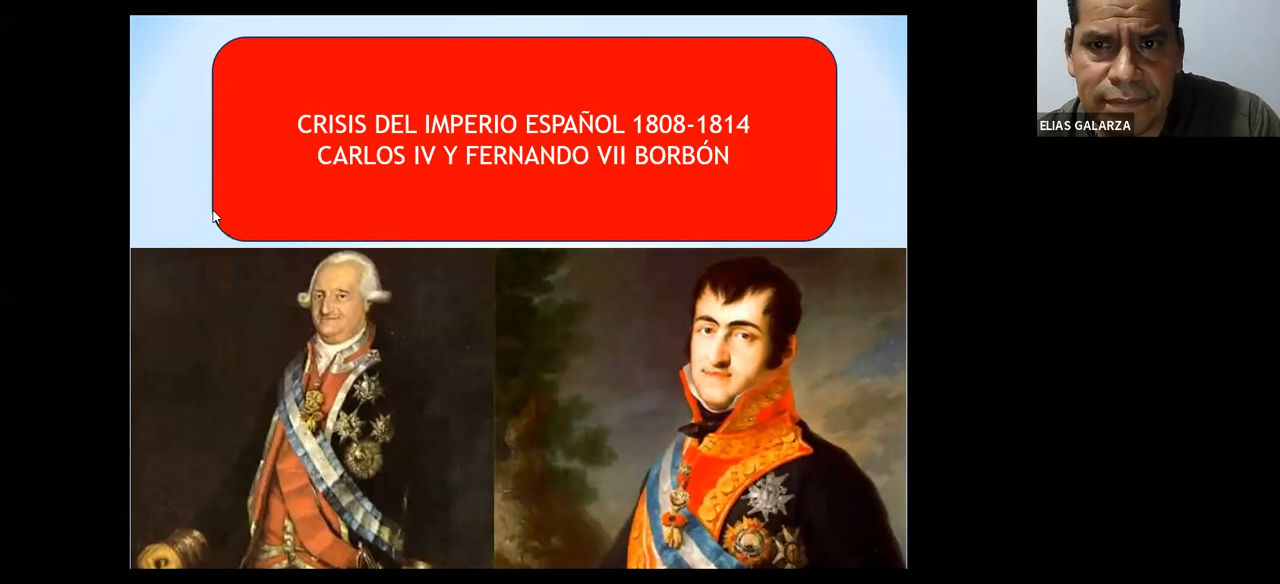 CRISIS DEL IMPERIO ESPAÑOL 1808-1814
CARLOS IV Y FERNANDO VII BORBÓN
ELIAS GALARZA